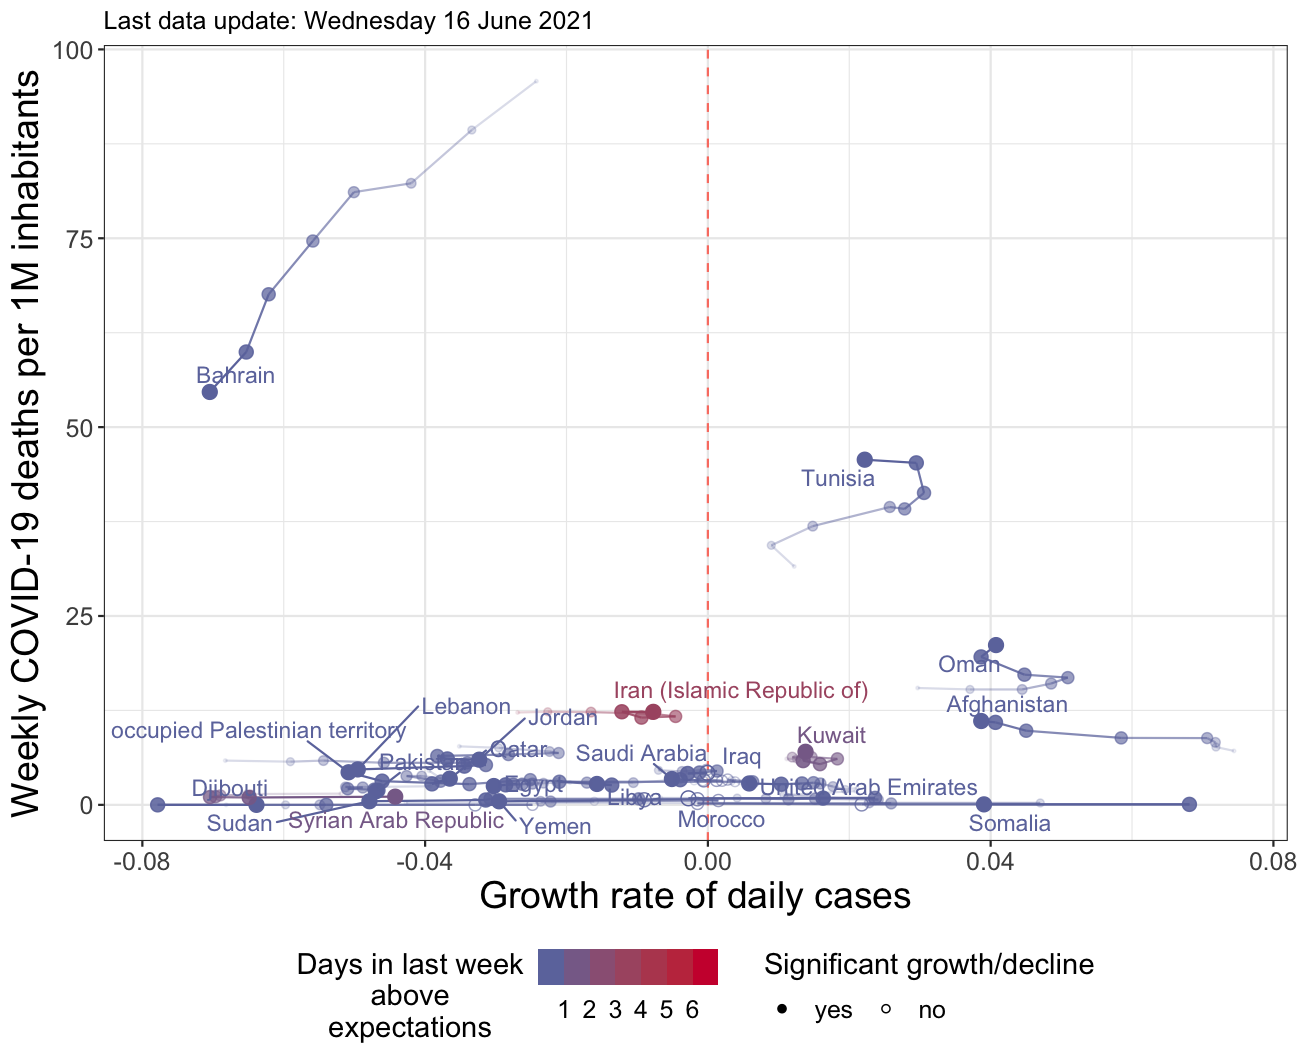 Last data update: Wednesday 16 June 2021
Weekly COVID-19 deaths per 1M inhabitants
100
75
50
25
0
Bahrain
Tunisia
Oman
Iran (Islamic Republic of)
Afghanistan
Lebanon
Jordan
occupied Palestinian territory
Kuwait
Qatar
Pakistan
Saudi Arabia
Iraq
Djibouti
Egypt
United Arab Emirates
Libya
Sudan
Syrian Arab Republic
Yemen
Morocco
Somalia
-0.08
-0.04
0.00
0.04
0.08
Growth rate of daily cases
Days in last week
above
expectations
1 2 3 4 5 6
Significant growth/decline
yes
no